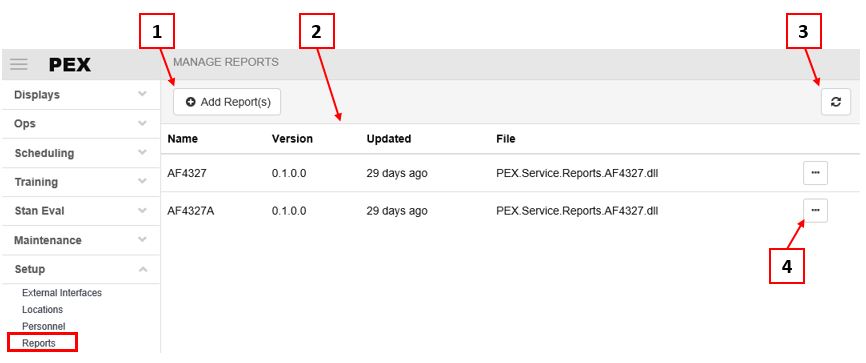 1 2 3
PEX MANAGE REPORTS
Displays
Add Report(s)
Ops
Name Version Updated File
Scheduling
AF4327 0.1.0.0 29 days ago PEX.Service.Reports.AF4327.dll
Training
Stan Eval
AF4327A 0.1.0.0 29 days ago PEX.Service.Reports.AF4327.dll
Maintenance
4
Setup
External Interfaces
Locations
Personnel
Reports